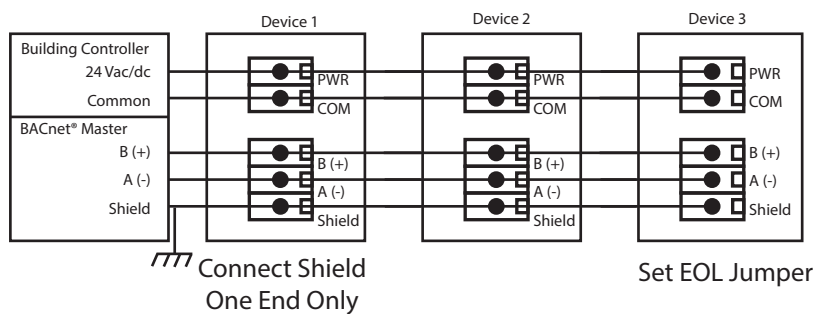 Device 1
Device 2
Device 3
Building Controller
24 Vac/dc
Common
BACnet® Master
B (+)
A (-)
Shield
PWR
COM
B (+)
A (-)
Shield
PWR
COM
B (+)
A (-)
Shield
PWR
COM
B (+)
A (-)
Shield
Connect Shield
One End Only
Set EOL Jumper